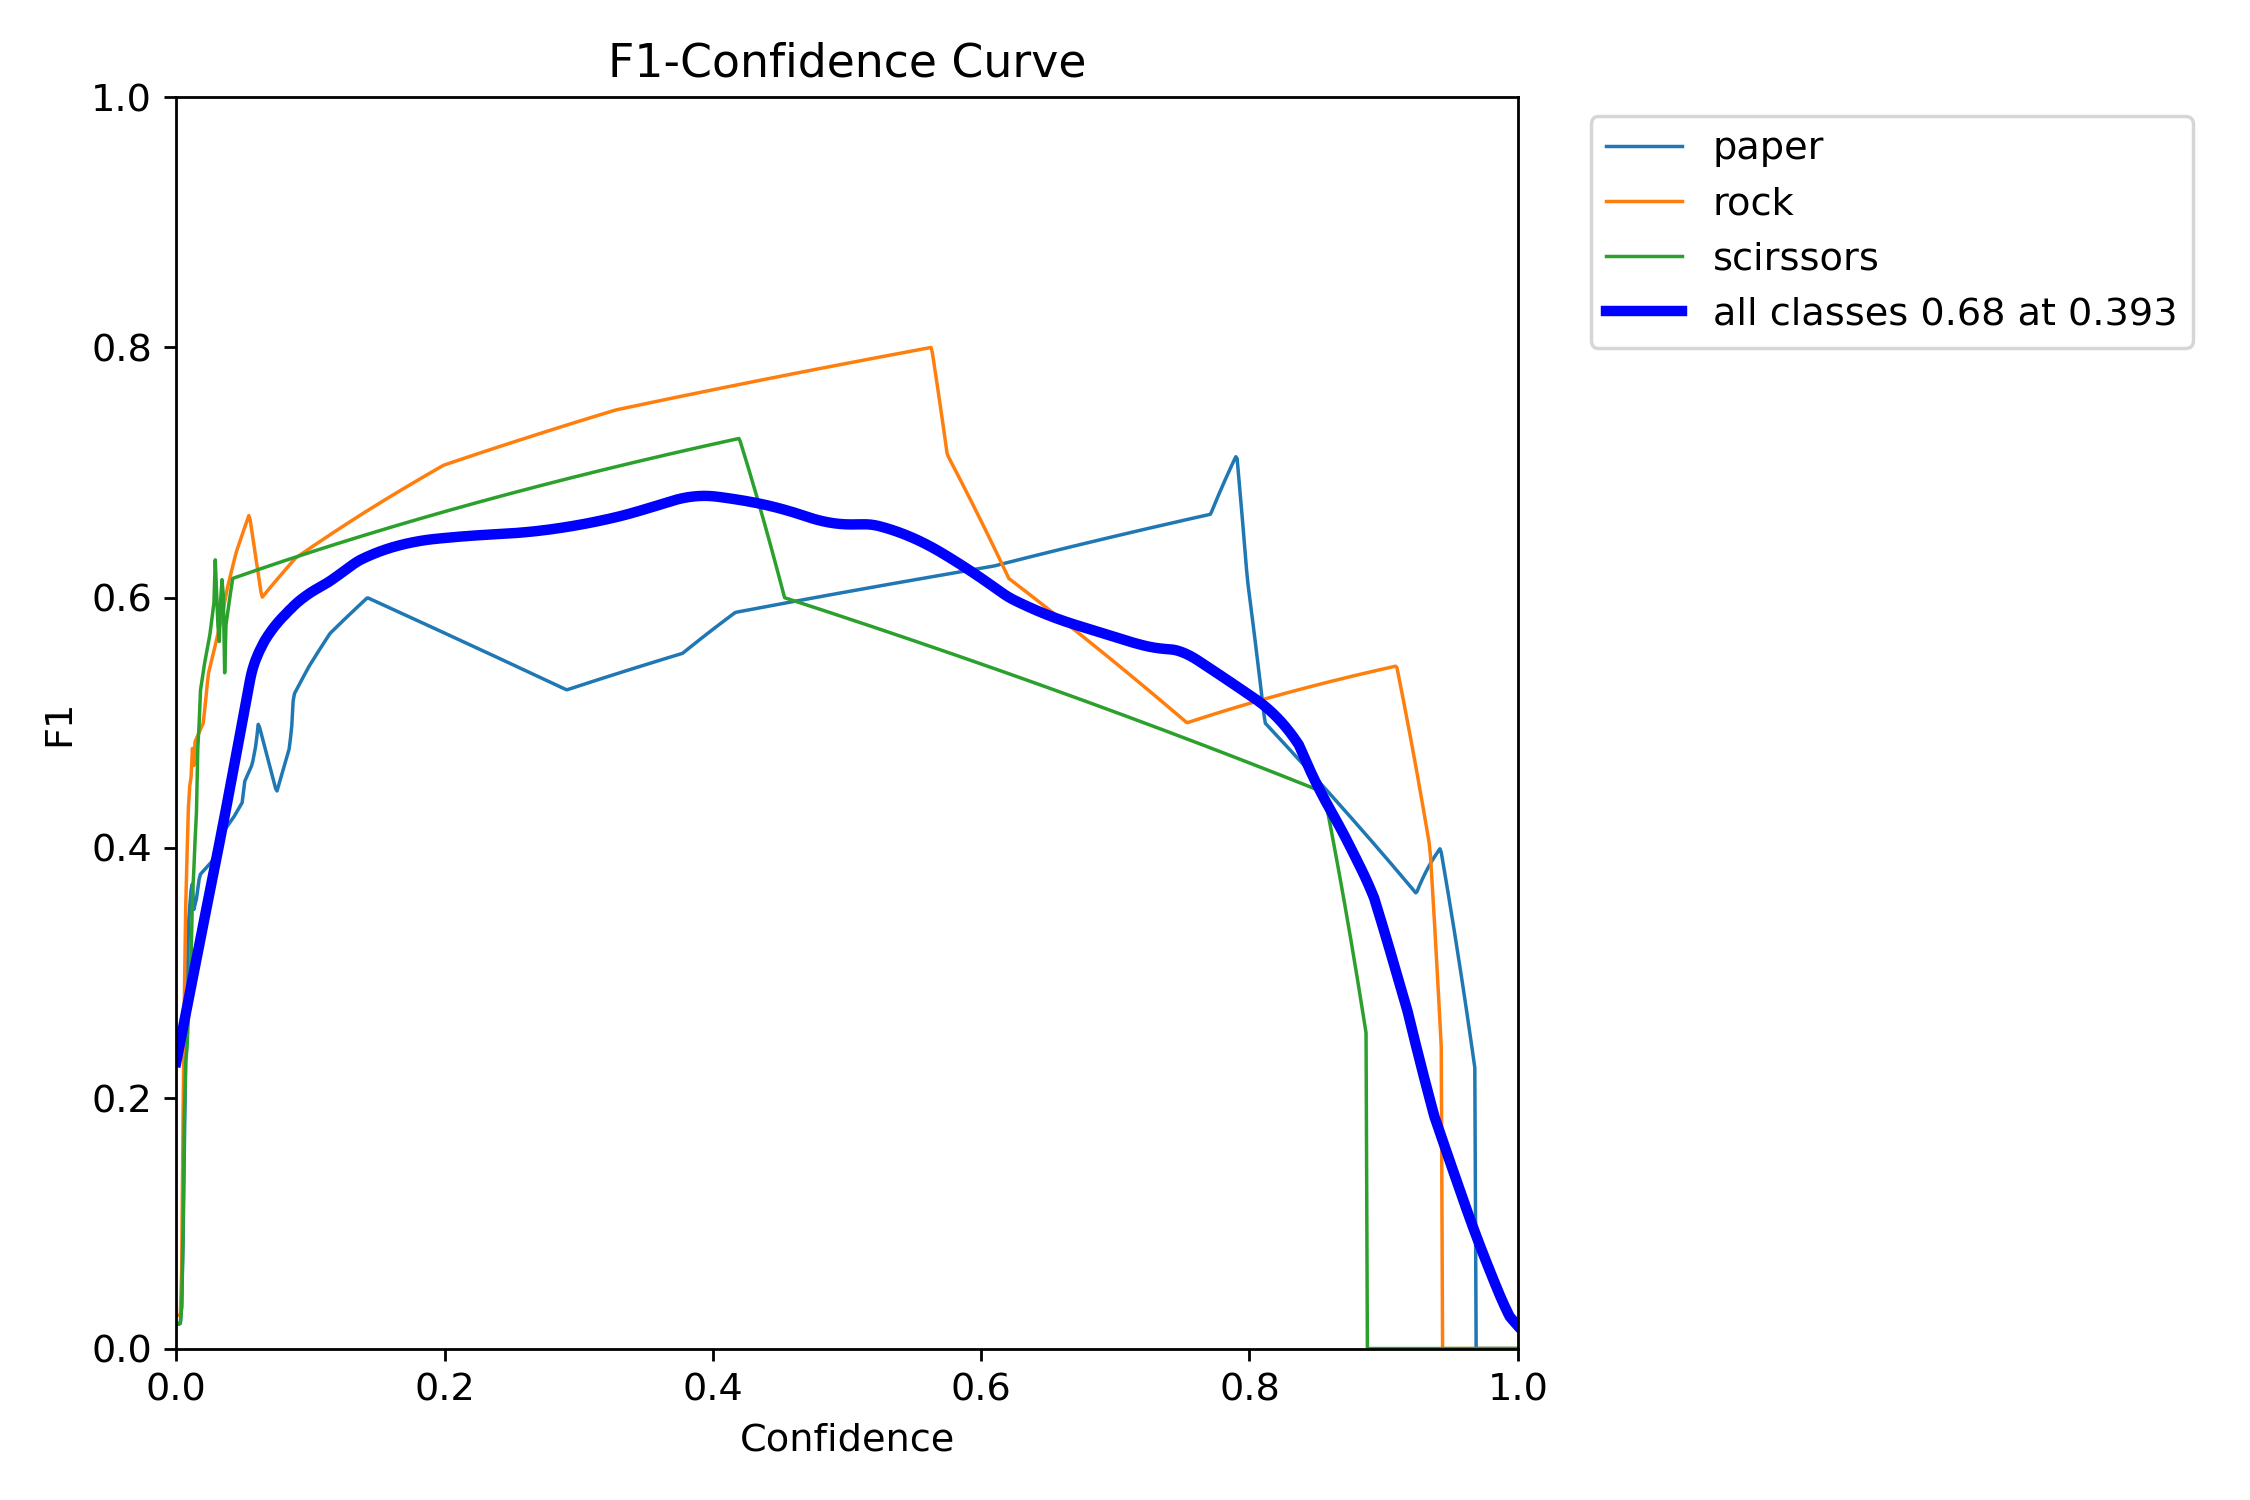 F1-Confidence Curve
1.0
0.8
0.6
0.4
0.2
0.0
F1
0.0 0.2 0.4 0.6 0.8 1.0
Confidence
paper
rock
scirssors
all classes 0.68 at 0.393